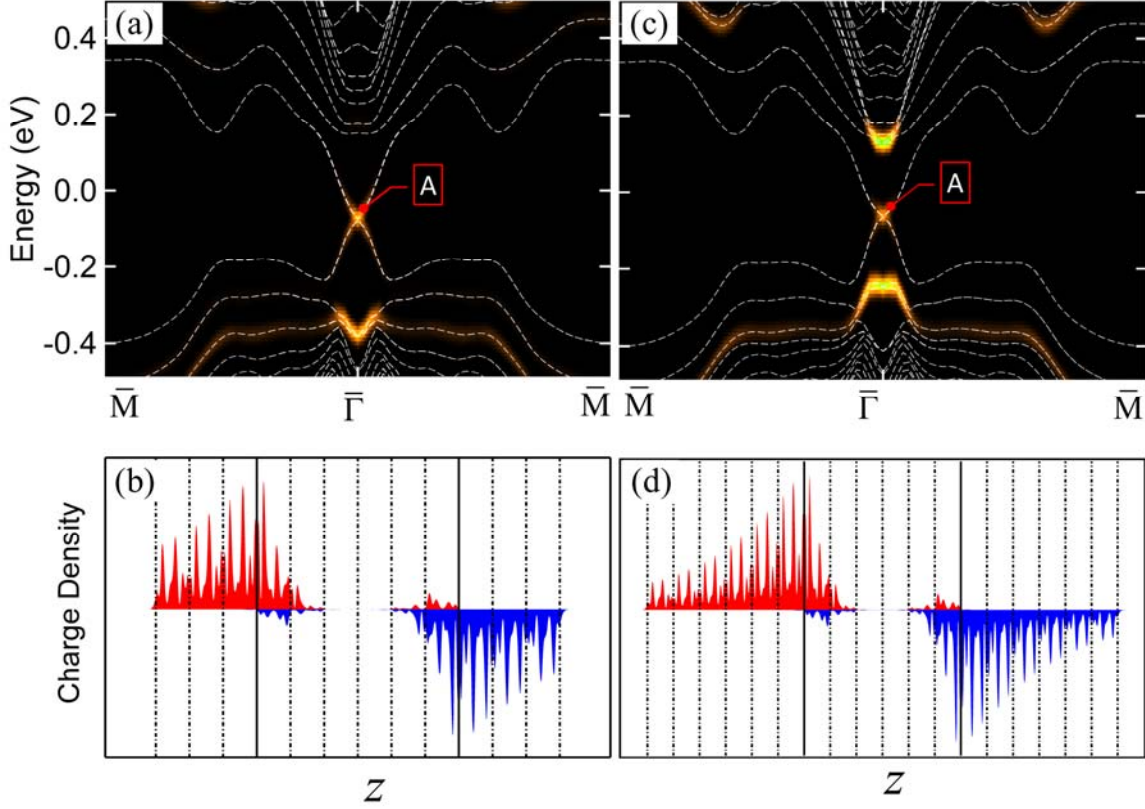 (a)
(c)
Energy (eV)
0.4
0.2
0.0
-0.2
-0.4
A
A
M̄
Γ̄
M̄
M̄
Γ̄
M̄
(b)
(d)
Charge Density
z
z